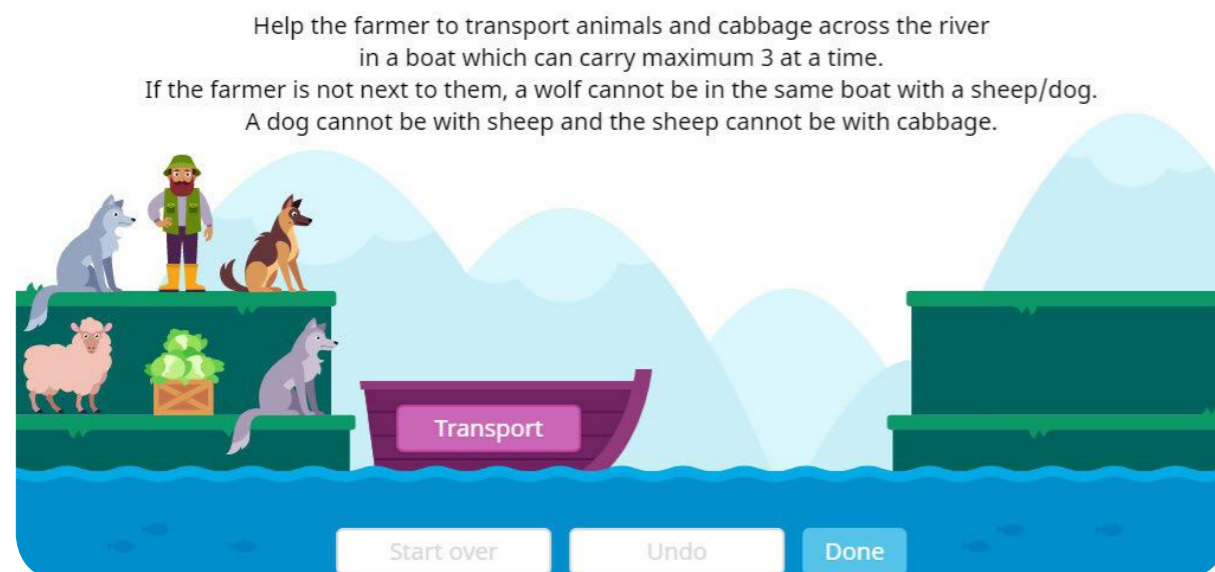 Help the farmer to transport animals and cabbage across the river
in a boat which can carry maximum 3 at a time.
If the farmer is not next to them, a wolf cannot be in the same boat with a sheep/dog.
A dog cannot be with sheep and the sheep cannot be with cabbage.
Transport
Start over
Undo
Done